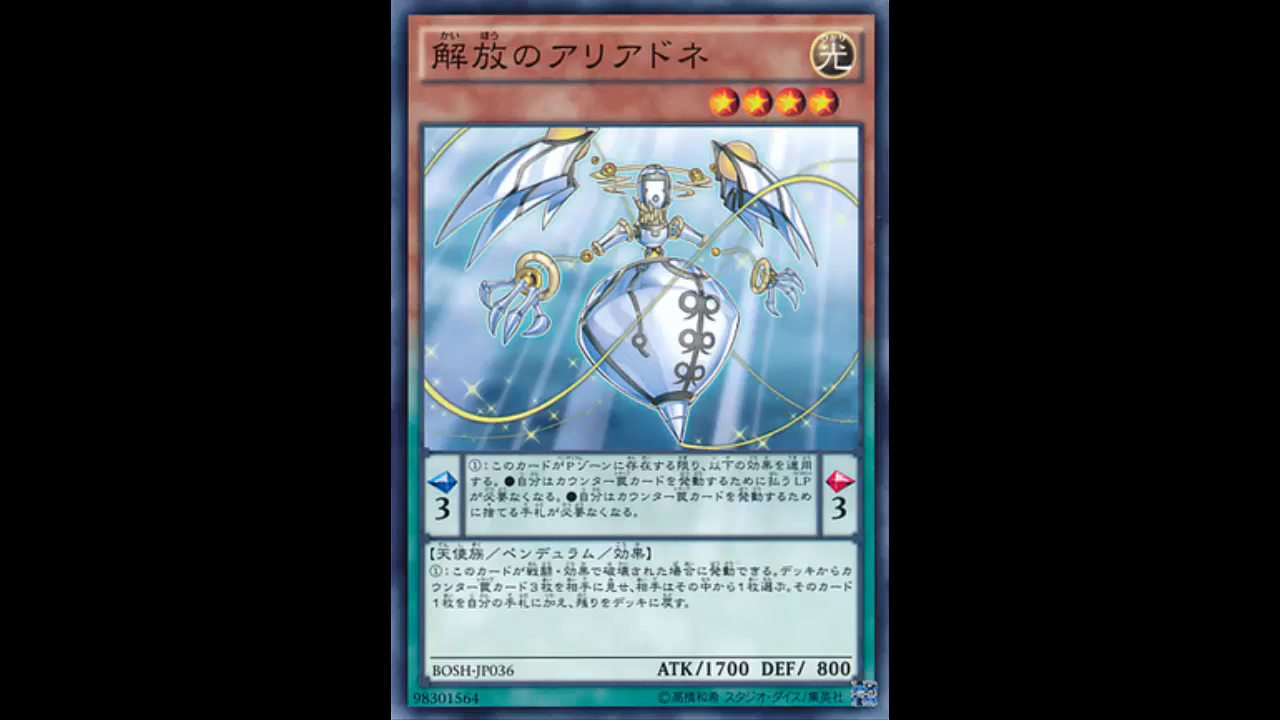 解放のアリアドネ
光
①:このカードがPゾーンに存在する限り、以下の効果を適用
する。●自分はカウンター罠カードを発動するために払うLP
が必要なくなる。●自分はカウンター罠カードを発動するため
に捨てる手札が必要なくなる。
3
3
【天使族/ペンデュラム/効果】
①:このカードが戦闘・効果で破壊された場合に発動できる。デッキからカ
ウンター罠カード3枚を相手に見せ、相手はその中から1枚選ぶ。そのカード
1枚を自分の手札に加え、残りをデッキに戻す。
BOSH-JP036
ATK/1700 DEF/ 800
98301564
©高橋和希 スタジオ・ダイス/集英社